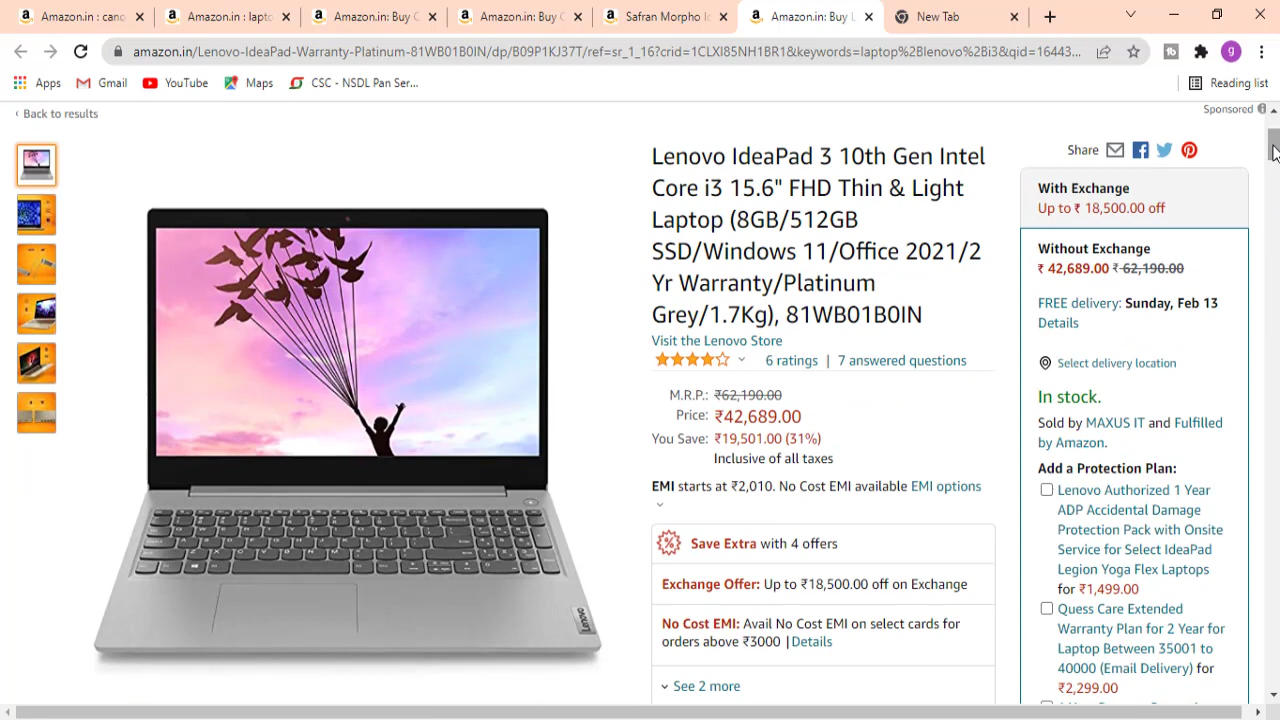 Amazon.in : cano
Amazon.in : lapto
Amazon.in: Buy C
Amazon.in: Buy C
Safran Morpho Id
Amazon.in: Buy L
New Tab
amazon.in/Lenovo-IdeaPad-Warranty-Platinum-81WB01B0IN/dp/B09P1KJ37T/ref=sr_1_16?crid=1CLXI85NH1BR1&keywords=laptop%2Blenovo%2Bi3&qid=16443...
g
Apps
Gmail
YouTube
Maps
CSC - NSDL Pan Ser...
Reading list
‹ Back to results
Sponsored
Lenovo IdeaPad 3 10th Gen Intel
Core i3 15.6" FHD Thin & Light
Laptop (8GB/512GB
SSD/Windows 11/Office 2021/2
Yr Warranty/Platinum
Grey/1.7Kg), 81WB01B0IN
Visit the Lenovo Store
6 ratings | 7 answered questions
M.R.P.: ₹62,190.00
Price: ₹42,689.00
You Save: ₹19,501.00 (31%)
Inclusive of all taxes
EMI starts at ₹2,010. No Cost EMI available EMI options
Save Extra with 4 offers
Exchange Offer: Up to ₹18,500.00 off on Exchange
No Cost EMI: Avail No Cost EMI on select cards for
orders above ₹3000 |Details
See 2 more
Share
With Exchange
Up to ₹ 18,500.00 off
Without Exchange
₹ 42,689.00 ₹ 62,190.00
FREE delivery: Sunday, Feb 13
Details
Select delivery location
In stock.
Sold by MAXUS IT and Fulfilled
by Amazon.
Add a Protection Plan:
Lenovo Authorized 1 Year
ADP Accidental Damage
Protection Pack with Onsite
Service for Select IdeaPad
Legion Yoga Flex Laptops
for ₹1,499.00
Quess Care Extended
Warranty Plan for 2 Year for
Laptop Between 35001 to
40000 (Email Delivery) for
₹2,299.00
Lenovo